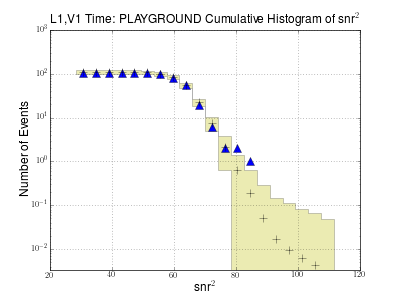 L1,V1 Time: PLAYGROUND Cumulative Histogram of snr²
10³
10²
10¹
10⁰
10⁻¹
10⁻²
Number of Events
20 40 60 80 100 120
snr²